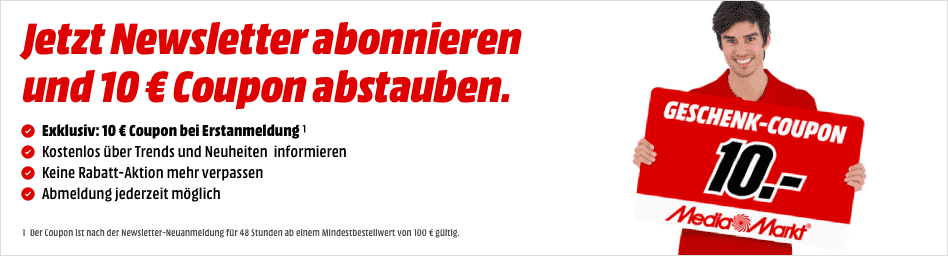 Jetzt Newsletter abonnieren
und 10 € Coupon abstauben.
Exklusiv: 10 € Coupon bei Erstanmeldung ¹
Kostenlos über Trends und Neuheiten informieren
Keine Rabatt-Aktion mehr verpassen
Abmeldung jederzeit möglich
1 Der Coupon ist nach der Newsletter-Neuanmeldung für 48 Stunden ab einem Mindestbestellwert von 100 € gültig.
GESCHENK-COUPON
10.-
Media Markt®